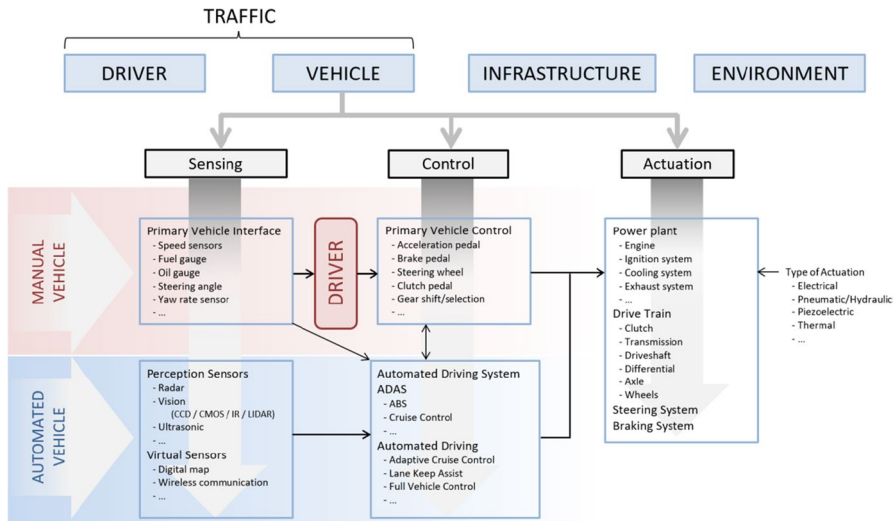 TRAFFIC
DRIVER
VEHICLE
INFRASTRUCTURE
ENVIRONMENT
Sensing
Control
Actuation
MANUAL
VEHICLE
Primary Vehicle Interface
- Speed sensors
- Fuel gauge
- Oil gauge
- Steering angle
- Yaw rate sensor
- ...
DRIVER
Primary Vehicle Control
- Acceleration pedal
- Brake pedal
- Steering wheel
- Clutch pedal
- Gear shift/selection
- ...
Power plant
- Engine
- Ignition system
- Cooling system
- Exhaust system
- ...
Drive Train
- Clutch
- Transmission
- Driveshaft
- Differential
- Axle
- Wheels
Steering System
Braking System
Type of Actuation
- Electrical
- Pneumatic/Hydraulic
- Piezoelectric
- Thermal
- ...
AUTOMATED
VEHICLE
Perception Sensors
- Radar
- Vision
(CCD / CMOS / IR / LIDAR)
- Ultrasonic
- ...
Virtual Sensors
- Digital map
- Wireless communication
- ...
Automated Driving System
ADAS
- ABS
- Cruise Control
- ...
Automated Driving
- Adaptive Cruise Control
- Lane Keep Assist
- Full Vehicle Control
- ...